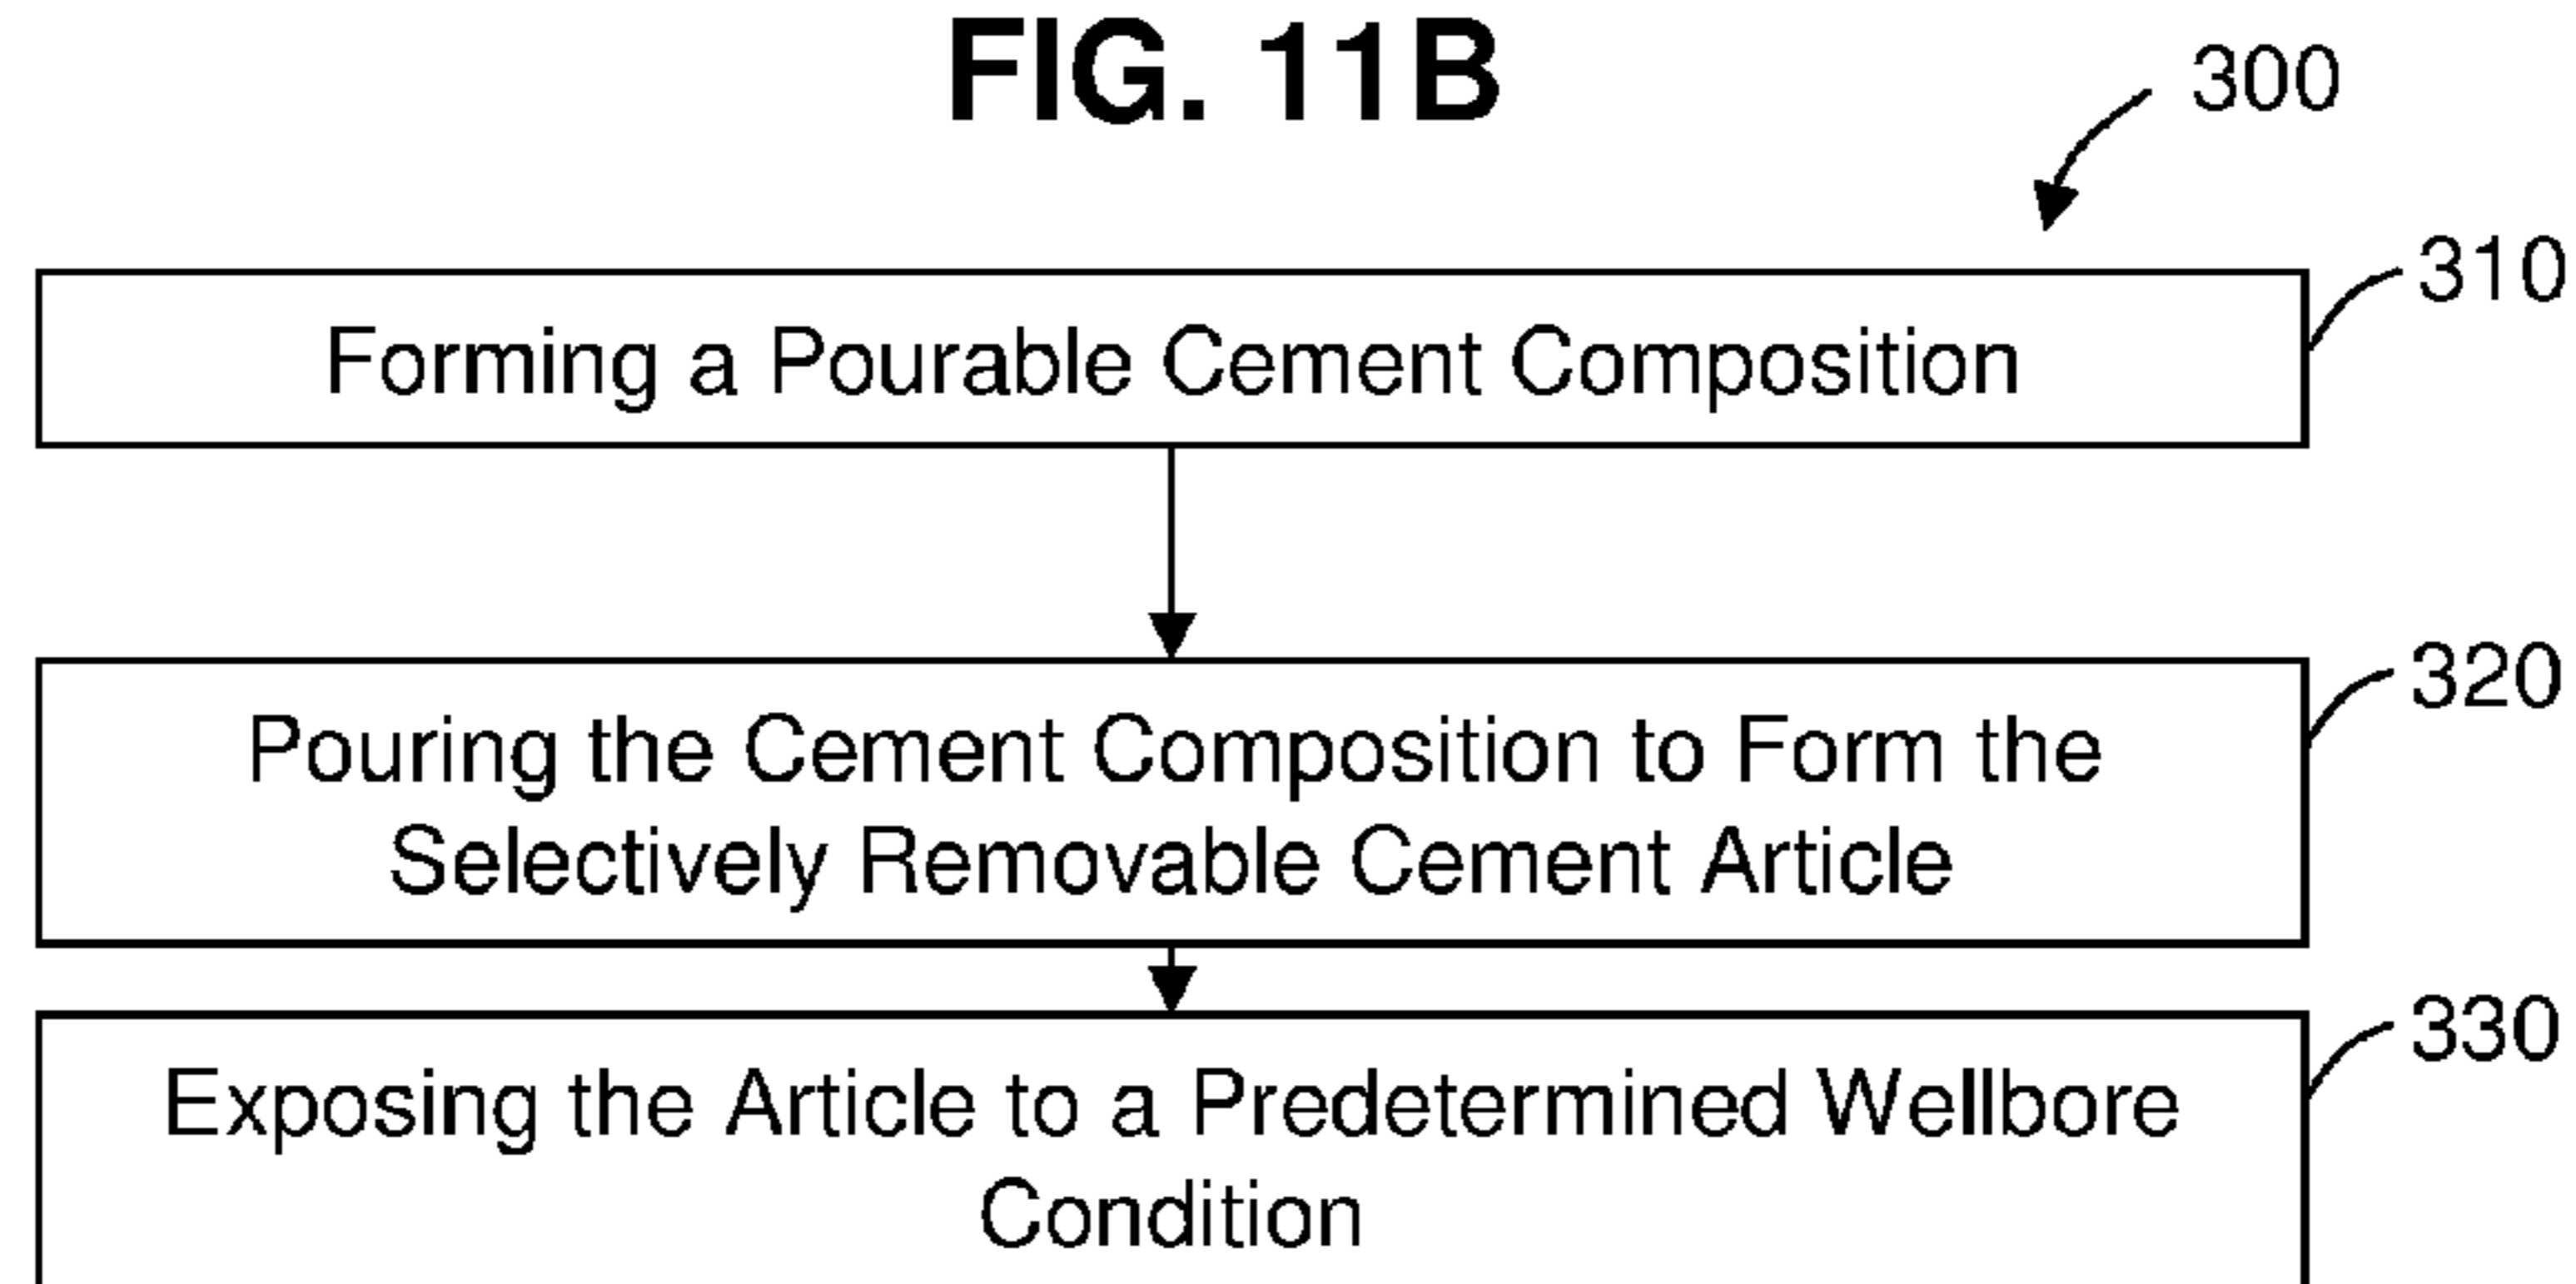 FIG. 11B
300
310
Forming a Pourable Cement Composition
320
Pouring the Cement Composition to Form the
Selectively Removable Cement Article
330
Exposing the Article to a Predetermined Wellbore
Condition